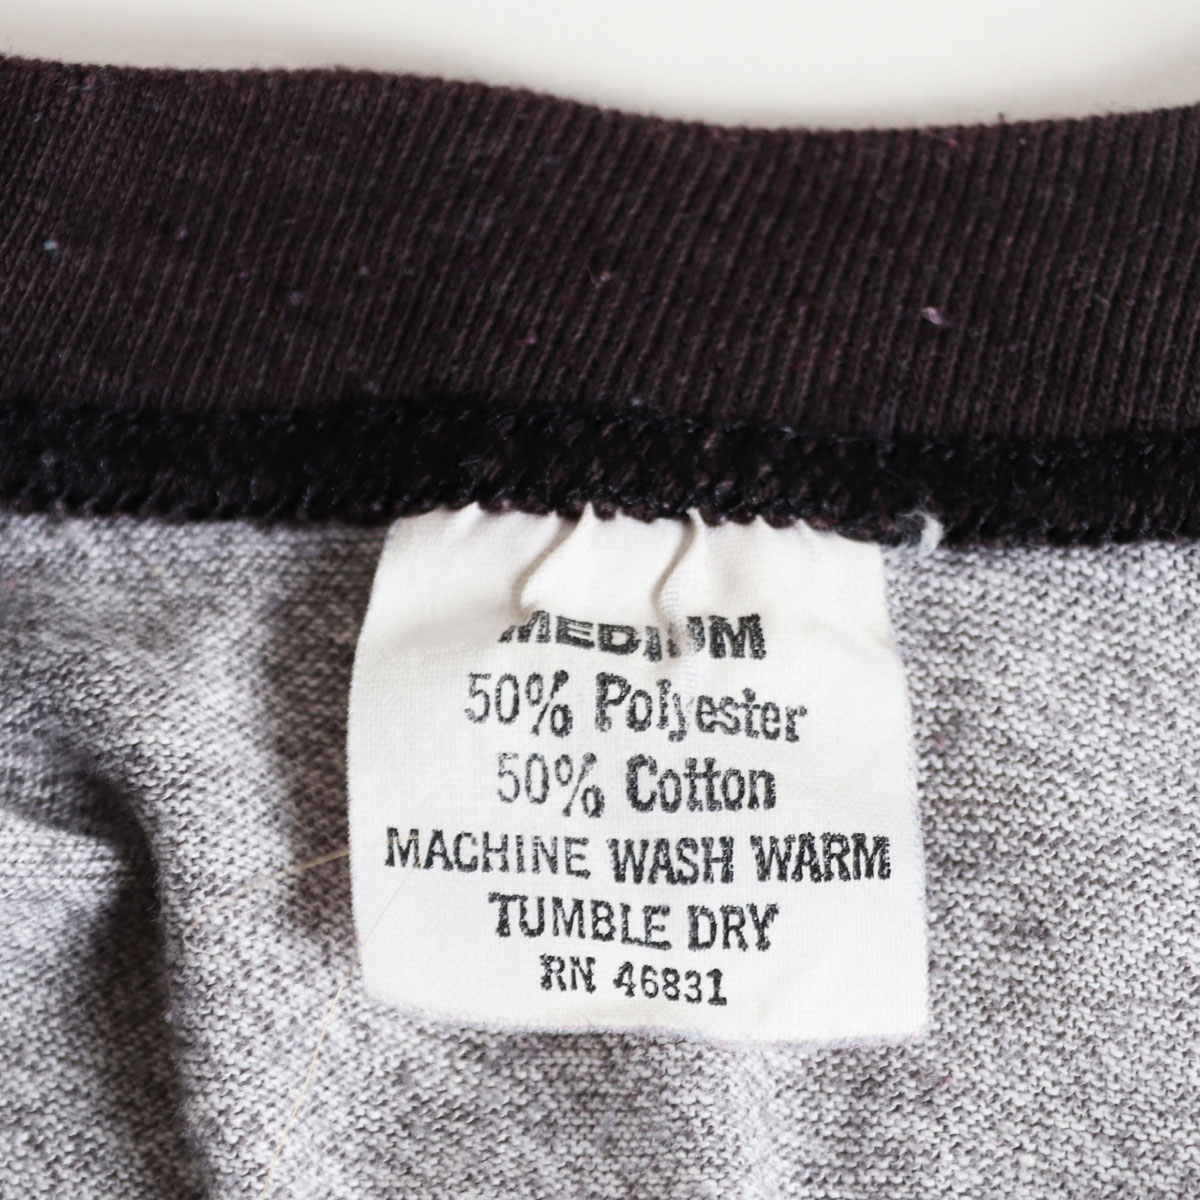 MEDIUM
50% Polyester
50% Cotton
MACHINE WASH WARM
TUMBLE DRY
RN 46831